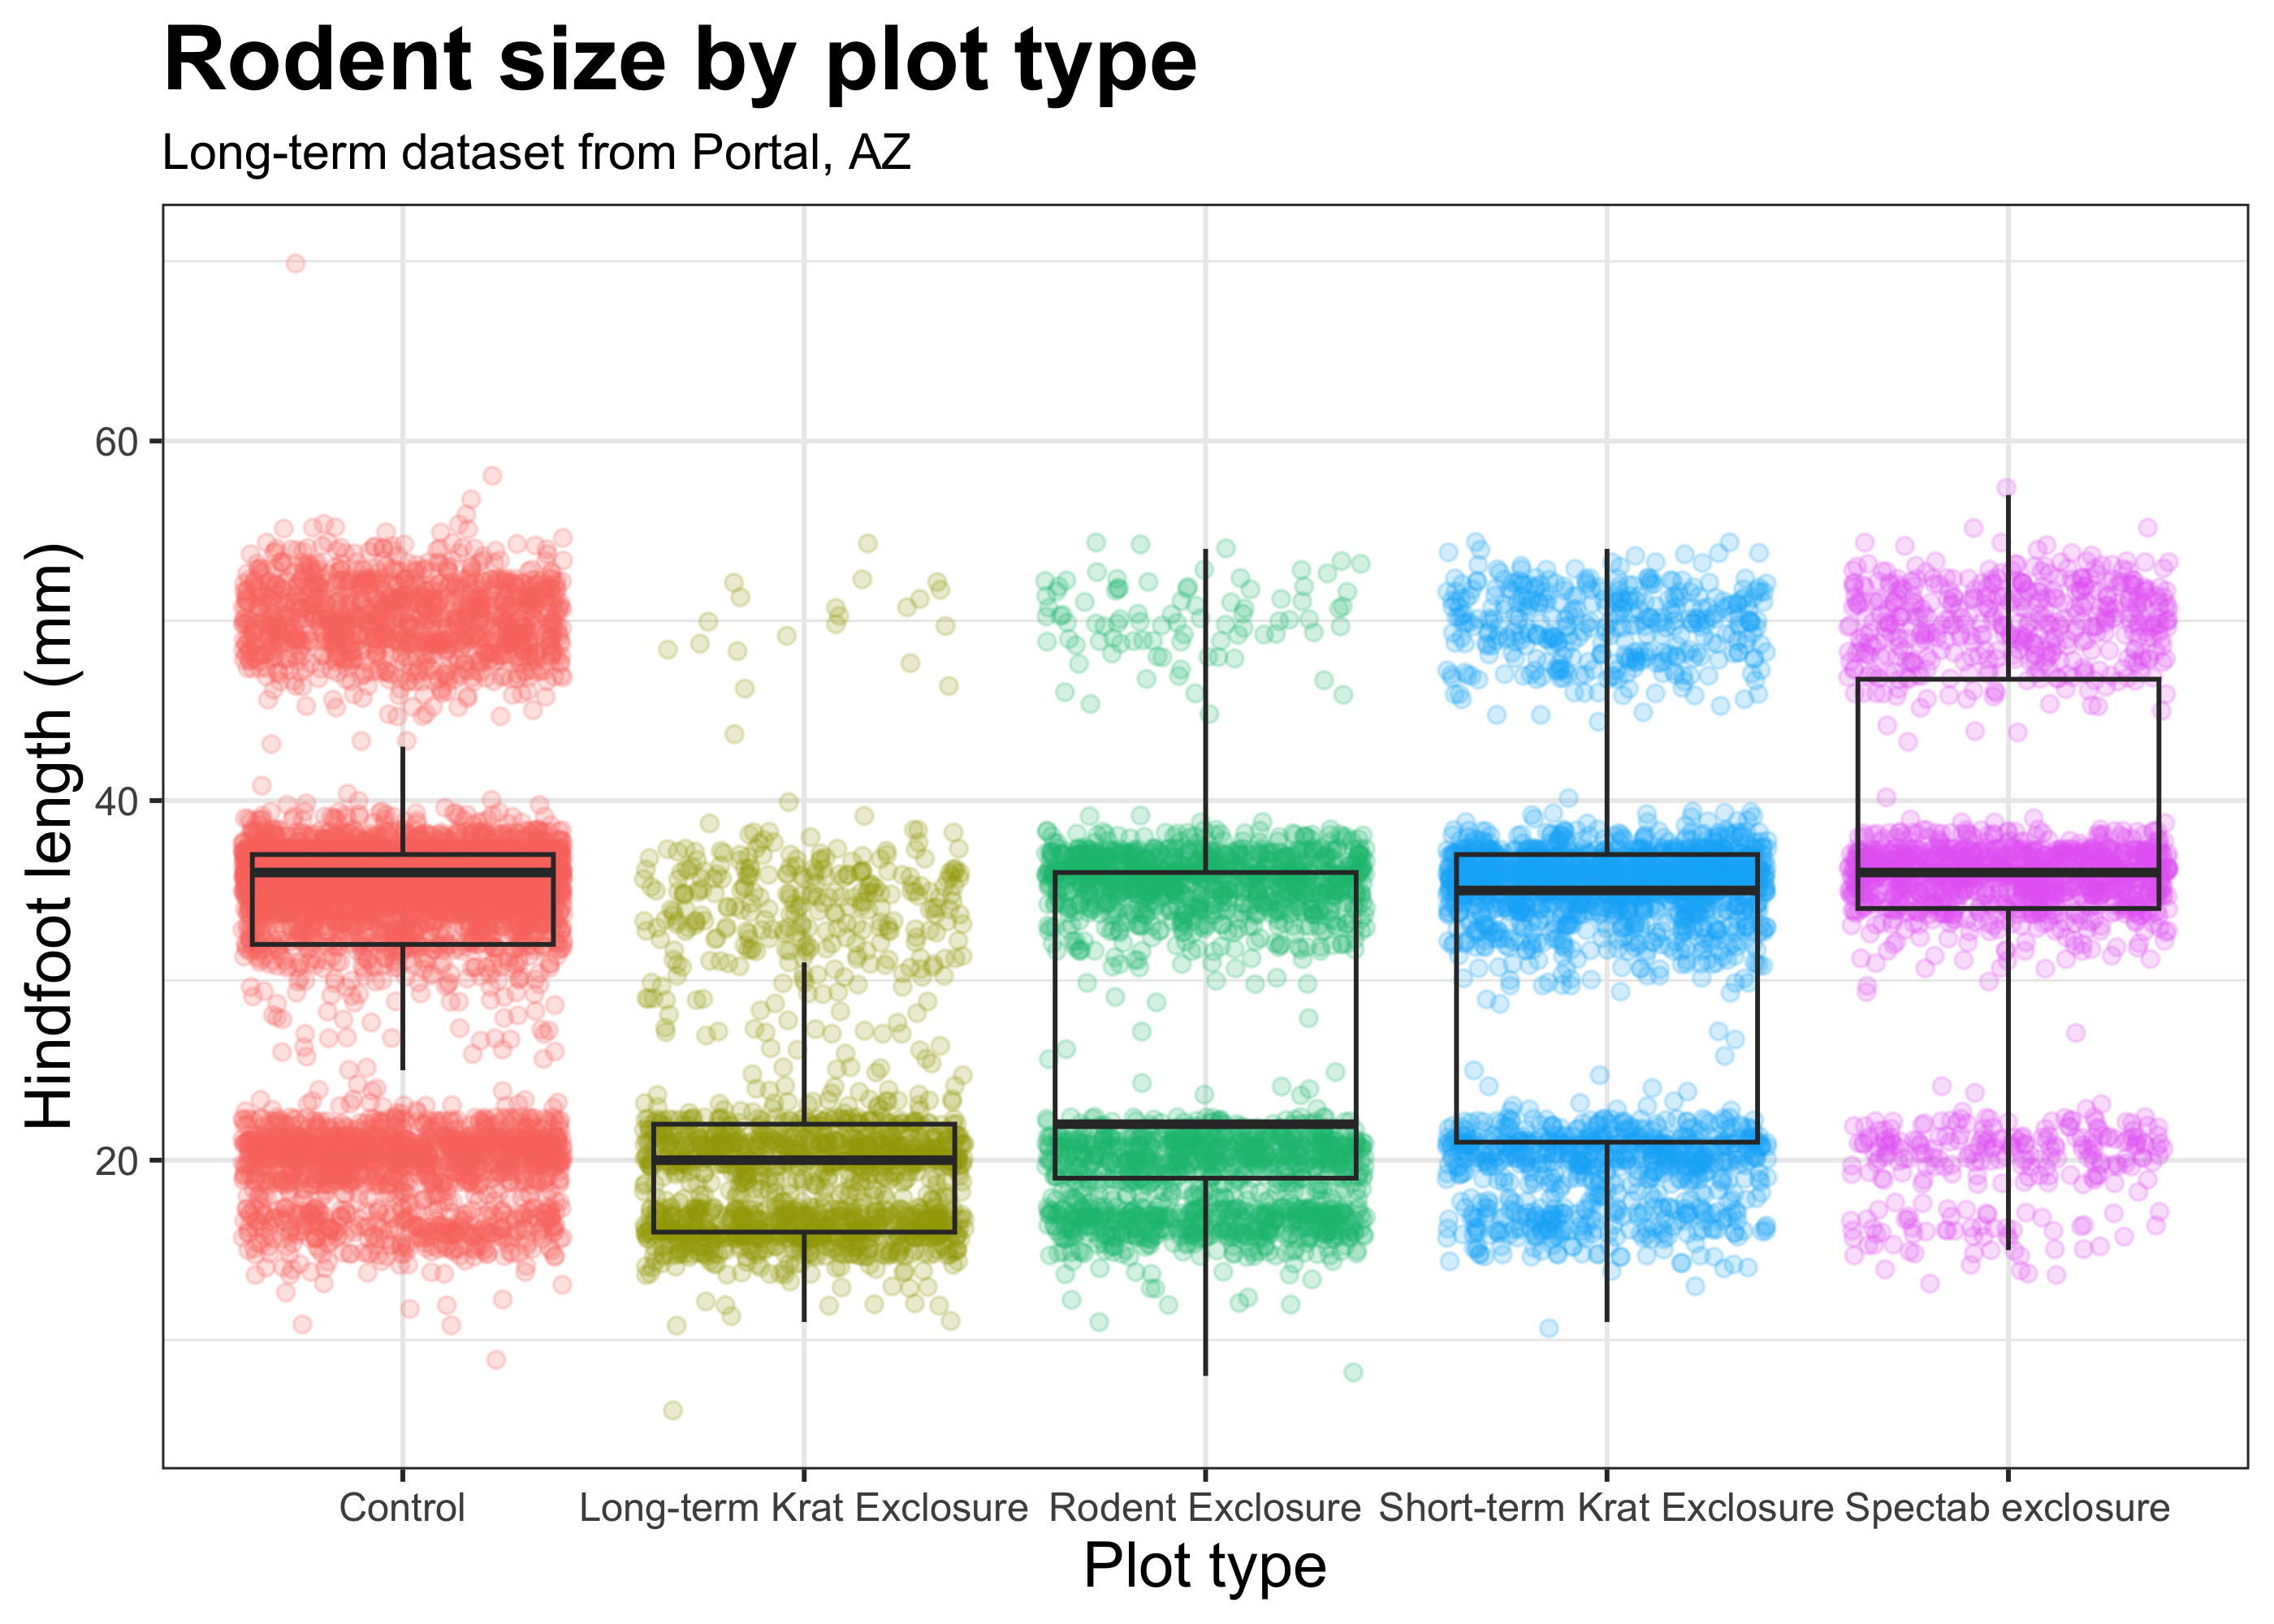 Rodent size by plot type
Long-term dataset from Portal, AZ
Hindfoot length (mm)
60
40
20
Control Long-term Krat Exclosure Rodent Exclosure Short-term Krat Exclosure Spectab exclosure
Plot type